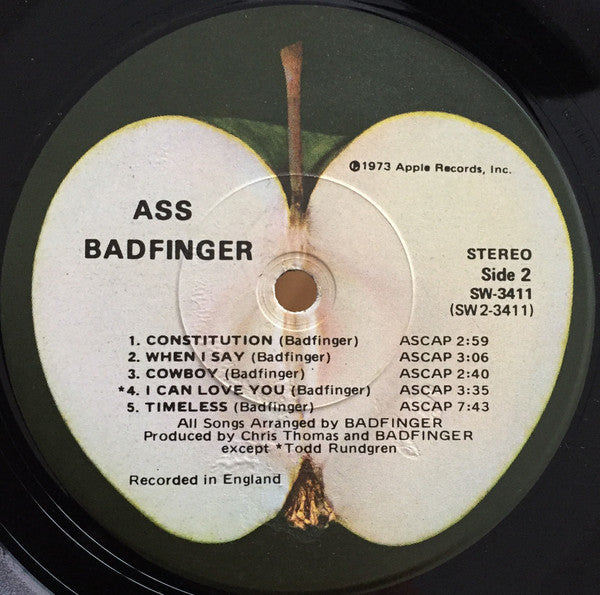 ℗1973 Apple Records, Inc.
ASS
BADFINGER
STEREO
Side 2
SW-3411
(SW2-3411)
1. CONSTITUTION (Badfinger) ASCAP 2:59
2. WHEN I SAY (Badfinger) ASCAP 3:06
3. COWBOY (Badfinger) ASCAP 2:40
*4. I CAN LOVE YOU (Badfinger) ASCAP 3:35
5. TIMELESS (Badfinger) ASCAP 7:43
All Songs Arranged by BADFINGER
Produced by Chris Thomas and BADFINGER
except *Todd Rundgren
Recorded in England